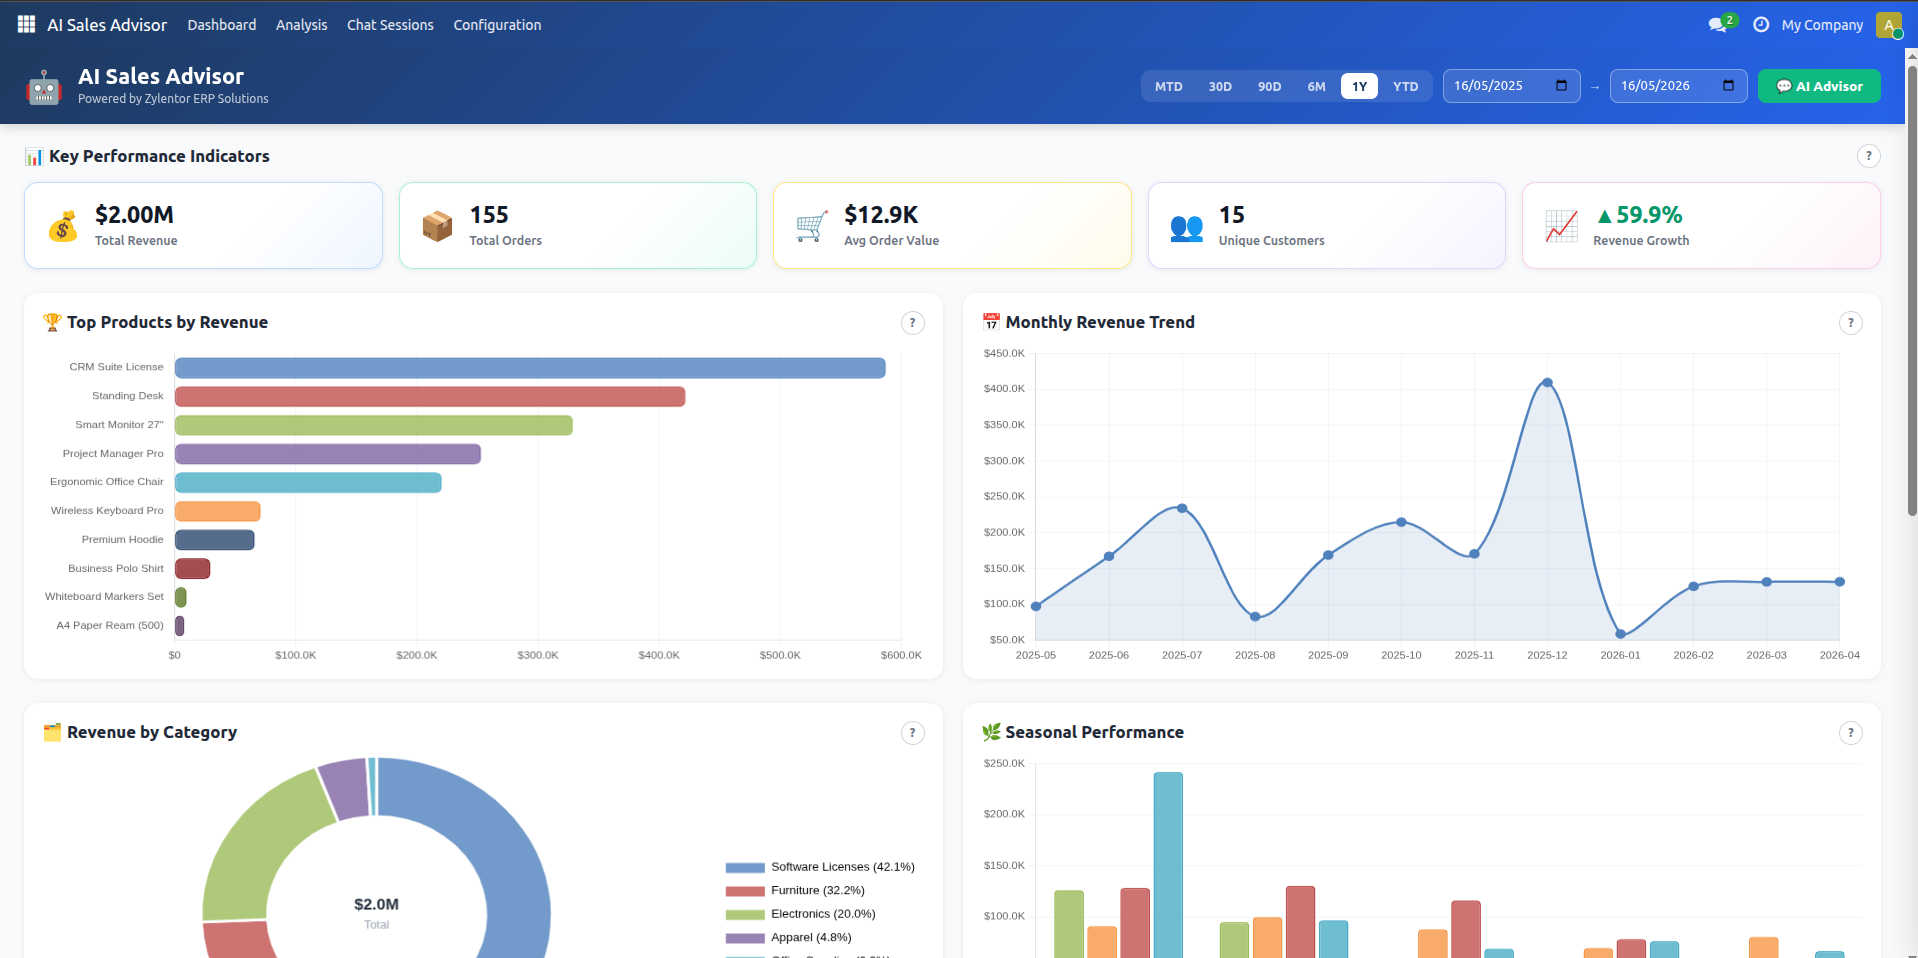 AI Sales Advisor Dashboard Analysis Chat Sessions Configuration 2 My Company A
AI Sales Advisor
Powered by Zylentor ERP Solutions
MTD 30D 90D 6M 1Y YTD 16/05/2025 → 16/05/2026 AI Advisor
Key Performance Indicators ?
$2.00M
Total Revenue
155
Total Orders
$12.9K
Avg Order Value
15
Unique Customers
▲59.9%
Revenue Growth
Top Products by Revenue ?
CRM Suite License
Standing Desk
Smart Monitor 27"
Project Manager Pro
Ergonomic Office Chair
Wireless Keyboard Pro
Premium Hoodie
Business Polo Shirt
Whiteboard Markers Set
A4 Paper Ream (500)
$0 $100.0K $200.0K $300.0K $400.0K $500.0K $600.0K
Monthly Revenue Trend ?
$450.0K
$400.0K
$350.0K
$300.0K
$250.0K
$200.0K
$150.0K
$100.0K
$50.0K
2025-05 2025-06 2025-07 2025-08 2025-09 2025-10 2025-11 2025-12 2026-01 2026-02 2026-03 2026-04
Revenue by Category ?
$2.0M
Total
Software Licenses (42.1%)
Furniture (32.2%)
Electronics (20.0%)
Apparel (4.8%)
Seasonal Performance ?
$250.0K
$200.0K
$150.0K
$100.0K